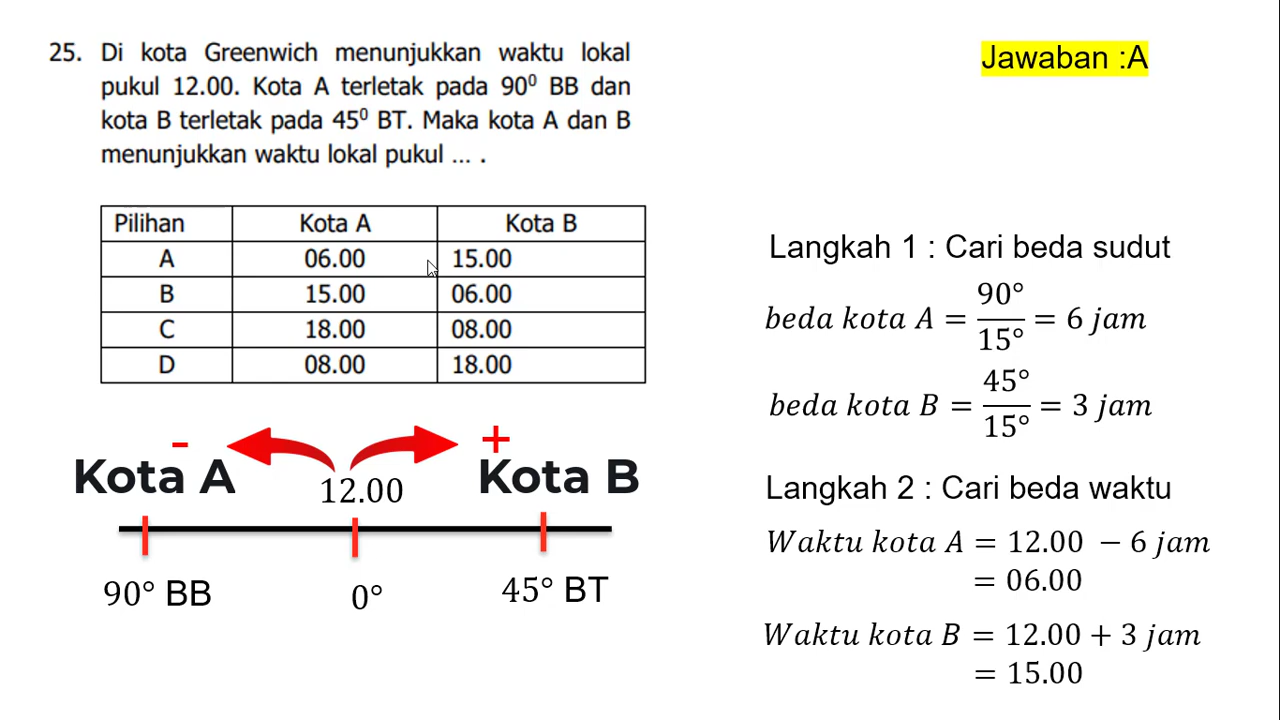 25. Di kota Greenwich menunjukkan waktu lokal
pukul 12.00. Kota A terletak pada 90⁰ BB dan
kota B terletak pada 45⁰ BT. Maka kota A dan B
menunjukkan waktu lokal pukul ... .
Pilihan Kota A Kota B
A 06.00 15.00
B 15.00 06.00
C 18.00 08.00
D 08.00 18.00
- +
Kota A 12.00 Kota B
90° BB 0° 45° BT
Jawaban :A
Langkah 1 : Cari beda sudut
beda kota A = 90°/15° = 6 jam
beda kota B = 45°/15° = 3 jam
Langkah 2 : Cari beda waktu
Waktu kota A = 12.00 − 6 jam
= 06.00
Waktu kota B = 12.00 + 3 jam
= 15.00